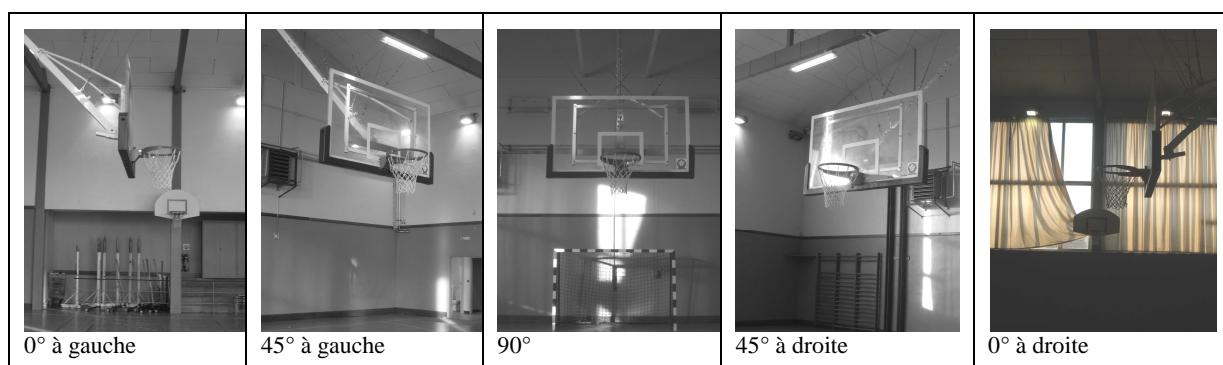 0° à gauche
45° à gauche
90°
45° à droite
0° à droite